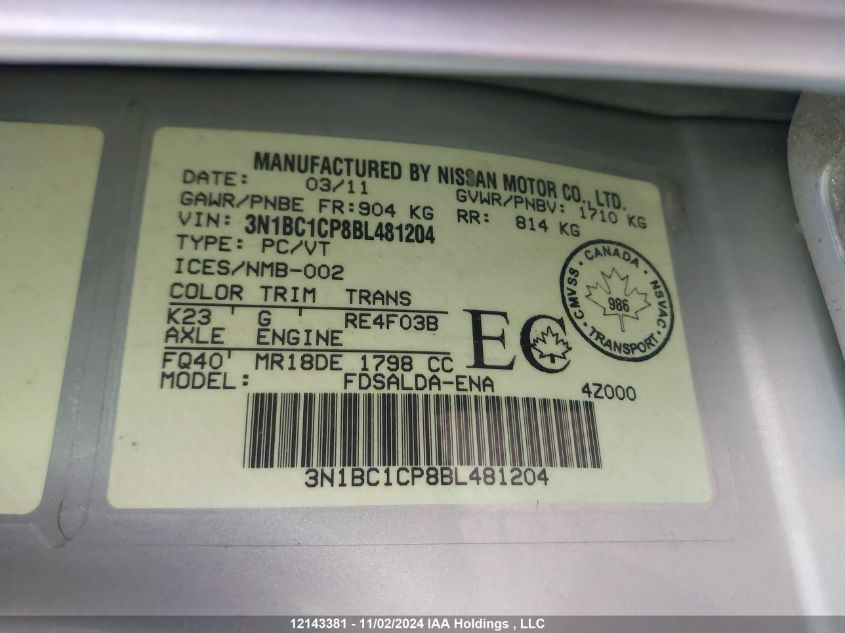 MANUFACTURED BY NISSAN MOTOR CO., LTD.
DATE: 03/11 GVWR/PNBV: 1710 KG
GAWR/PNBE FR: 904 KG RR: 814 KG
VIN: 3N1BC1CP8BL481204
TYPE: PC/VT
ICES/NMB-002
COLOR TRIM TRANS
K23 ' G ' RE4F03B
AXLE ENGINE
FQ40' MR18DE 1798 CC
MODEL: FDSALDA-ENA 4Z000
EC
CANADA
CMVSS · NSVAC
986
TRANSPORT
3N1BC1CP8BL481204
12143381 - 11/02/2024 IAA Holdings , LLC